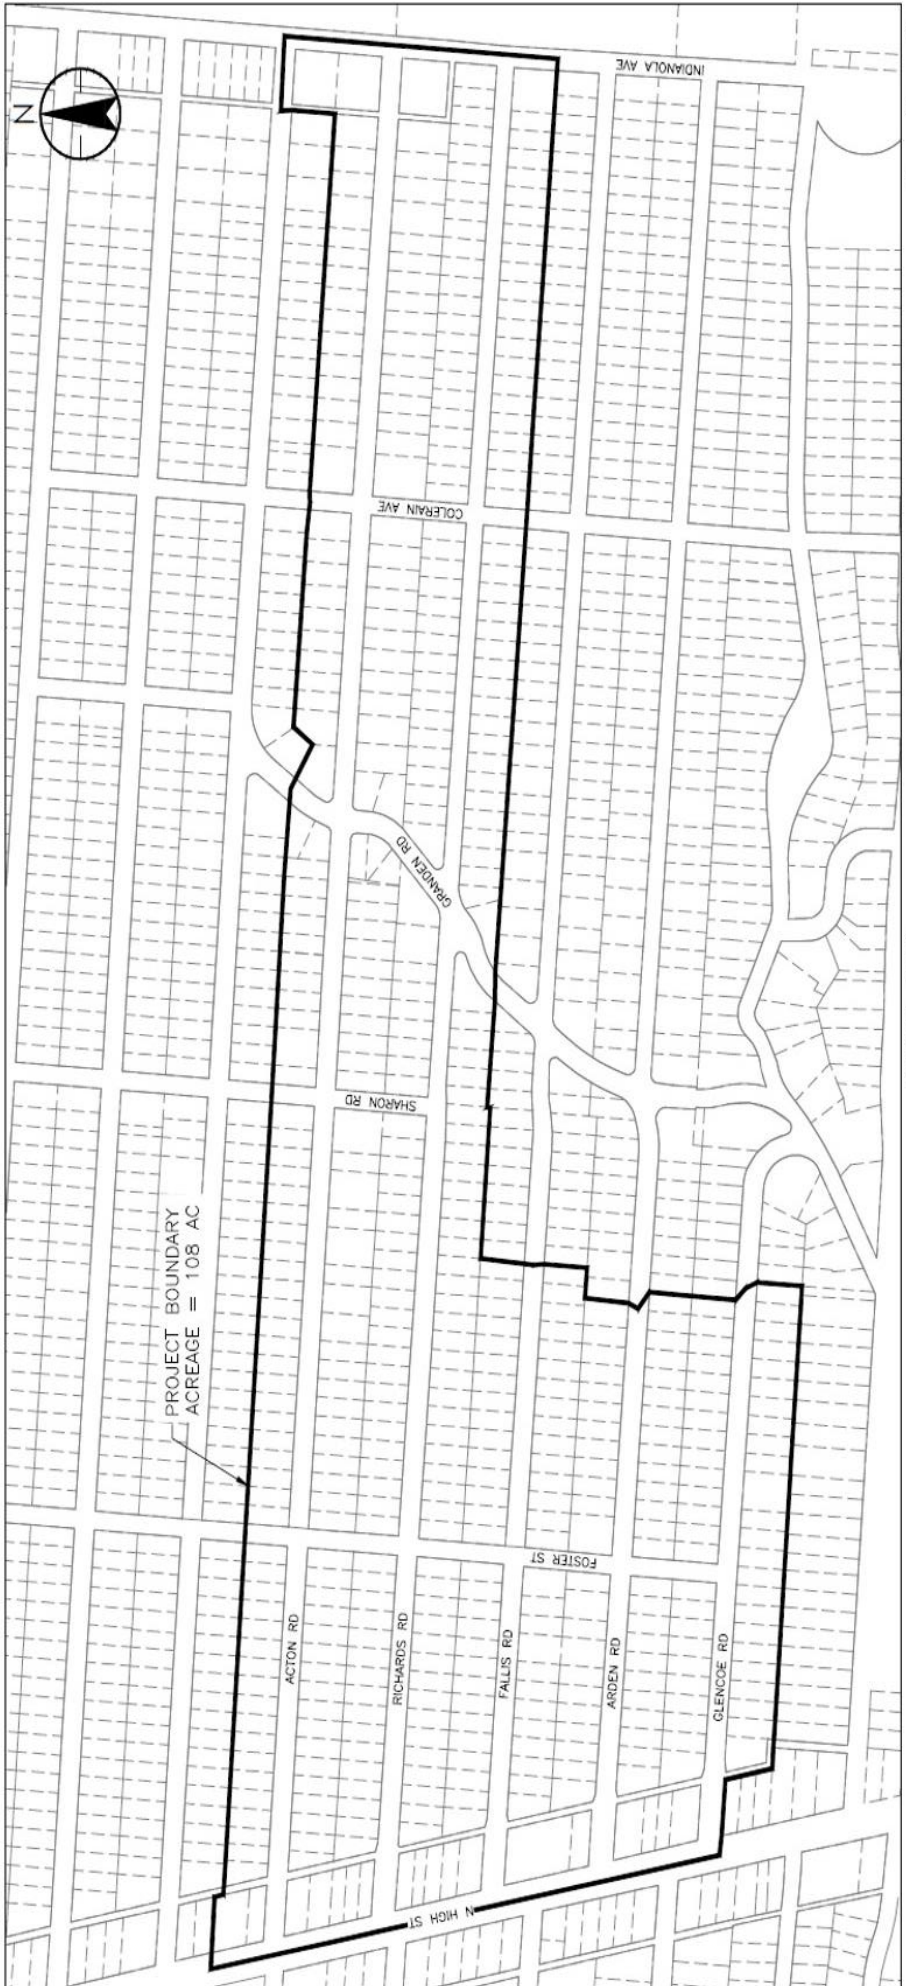 N
INDIANOLA AVE
COLERAIN AVE
GRANDEN RD
SHARON RD
PROJECT BOUNDARY
ACREAGE = 108 AC
FOSTER ST
ACTON RD
RICHARDS RD
FALLIS RD
ARDEN RD
GLENCOE RD
N HIGH ST